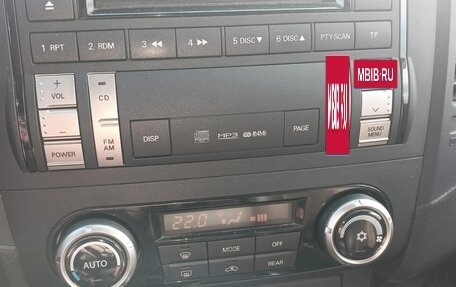 1 RPT 2 RDM 3 ◄◄ 4 ►► 5 DISC▼ 6 DISC▲ PTY-SCAN TP
+
VOL
−
POWER
CD
FM
AM
DISP
MP3
PAGE
SOUND
MENU
MBIB.RU
22.0
AUTO
MODE OFF
REAR